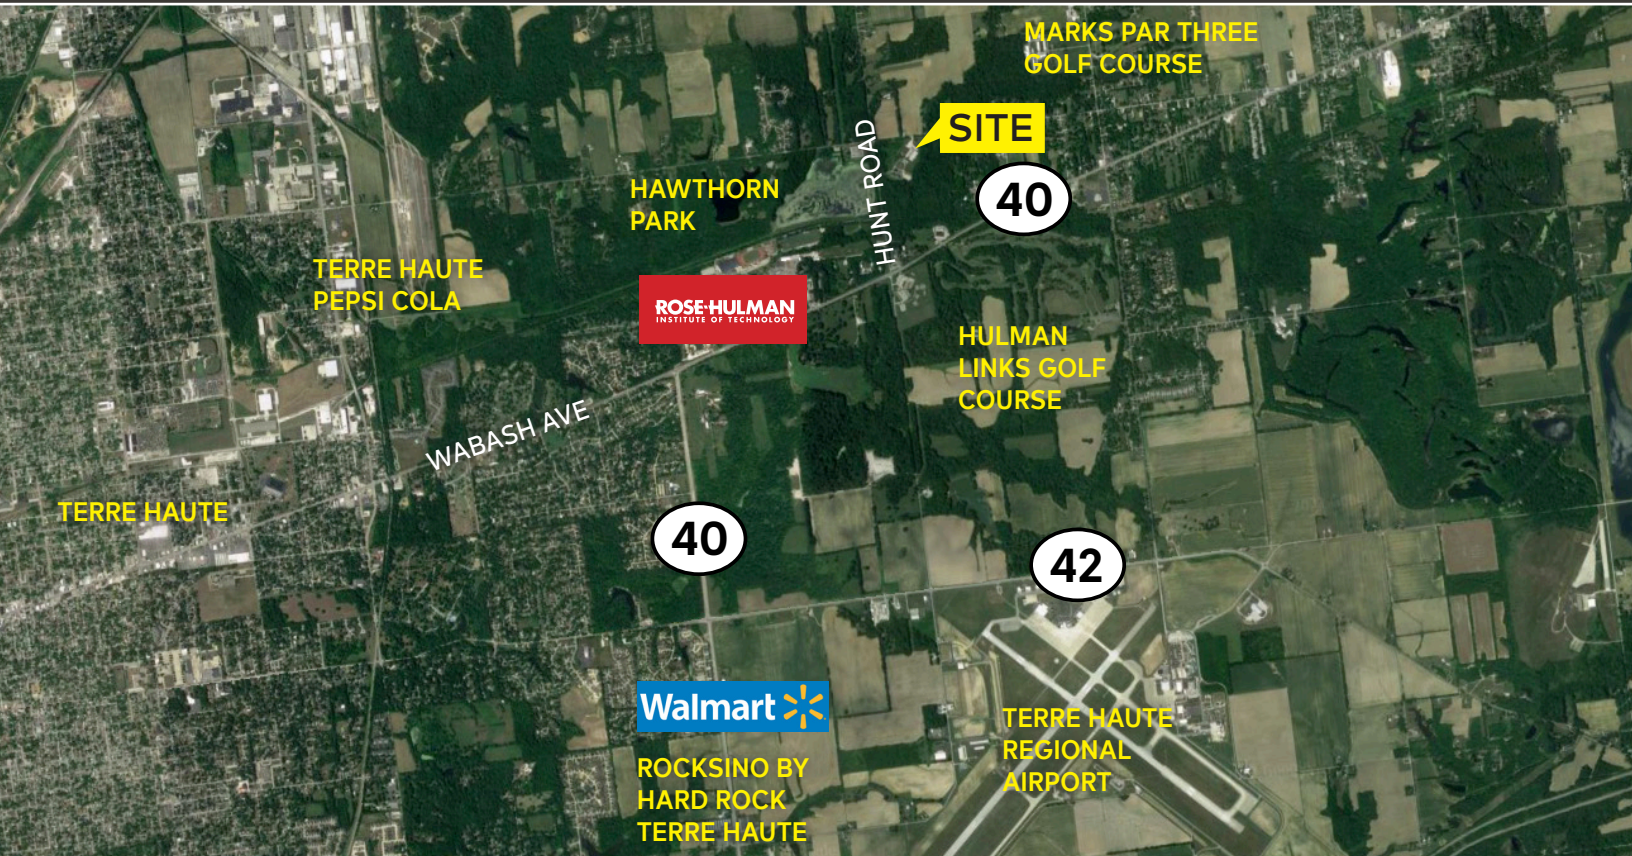 MARKS PAR THREE
GOLF COURSE
SITE
HUNT ROAD
40
HAWTHORN
PARK
TERRE HAUTE
PEPSI COLA
ROSE-HULMAN
INSTITUTE OF TECHNOLOGY
HULMAN
LINKS GOLF
COURSE
WABASH AVE
TERRE HAUTE
40
42
Walmart
TERRE HAUTE
REGIONAL
AIRPORT
ROCKSINO BY
HARD ROCK
TERRE HAUTE